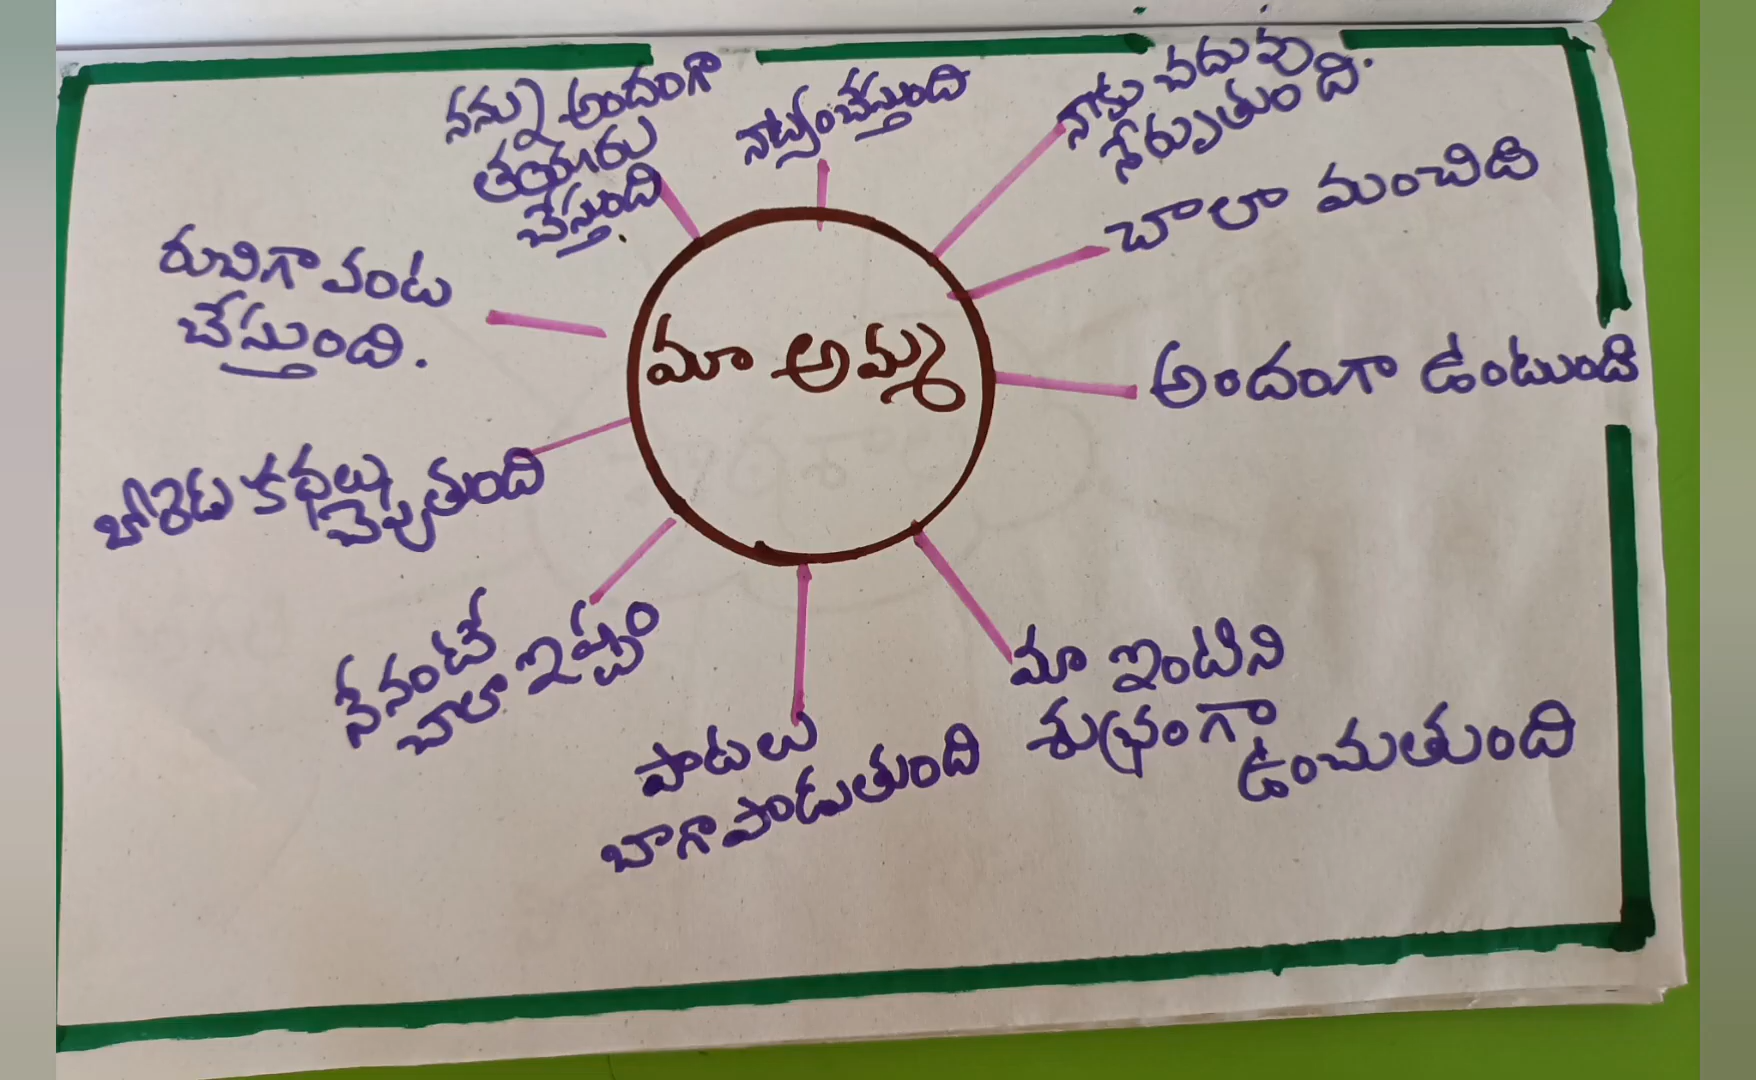 నన్ను అందంగా
తయారు
చేస్తుంది.
నాట్యంచేస్తుంది
నాకు చదువు
నేర్పుతుంది.
చాలా మంచిది
రుచిగా వంట
చేస్తుంది.
మా అమ్మ
అందంగా ఉంటుంది
కథలు
చెప్పుతుంది
నేనంటే
చాలా ఇష్టం
మా ఇంటిని
శుభ్రంగా
ఉంచుతుంది
పాటలు
బాగా పాడుతుంది